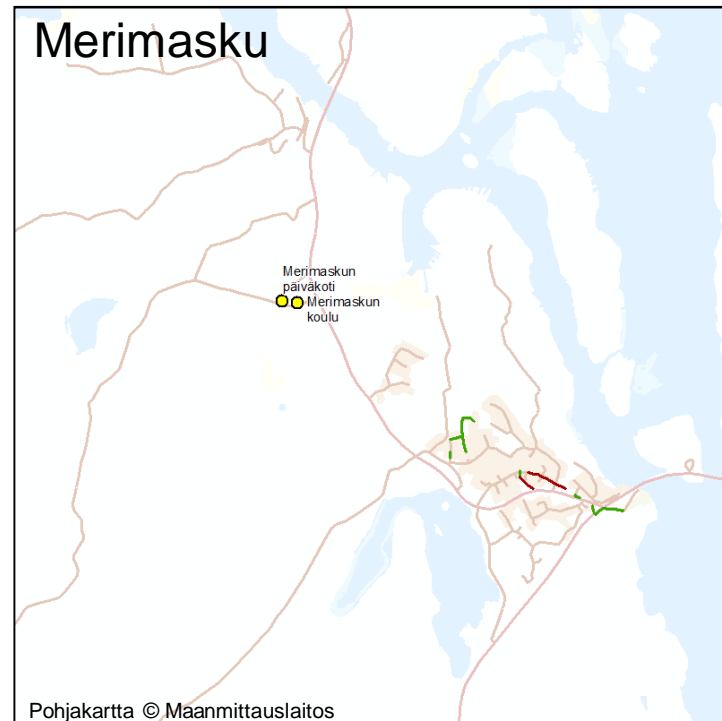 Merimasku
Merimaskun
päiväkoti
Merimaskun
koulu
Pohjakartta © Maanmittauslaitos